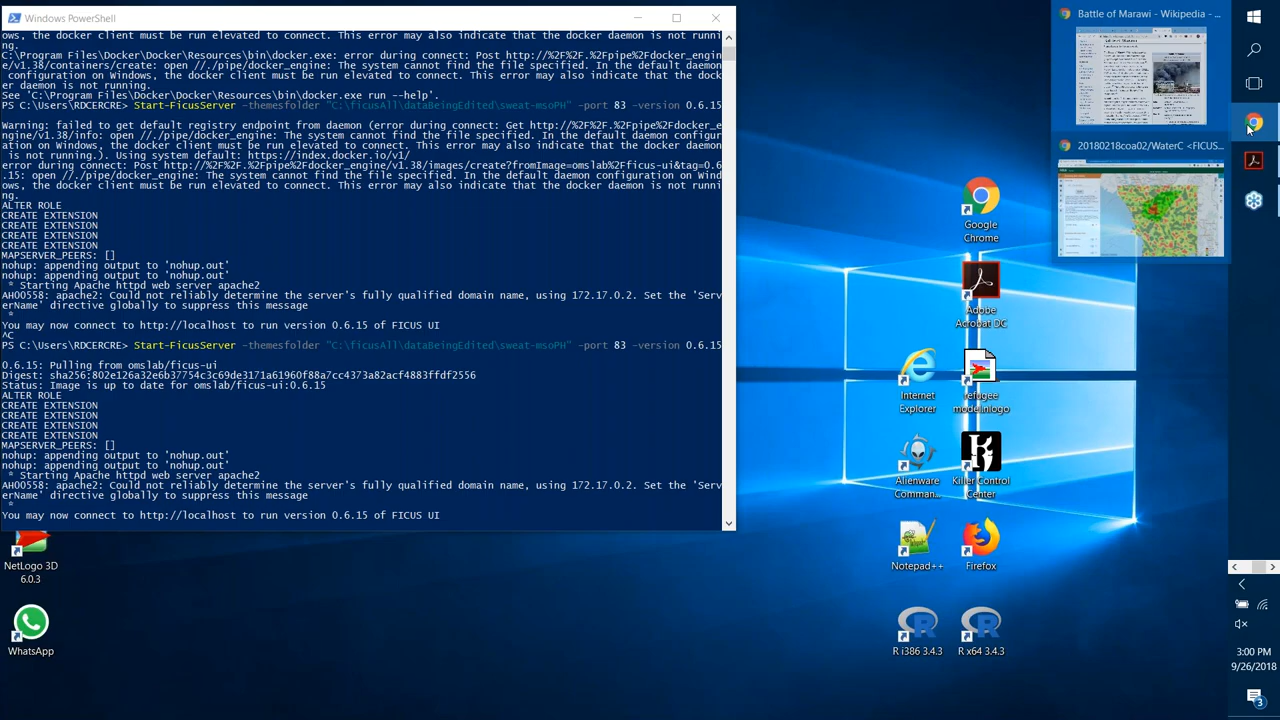 Windows PowerShell
ows, the docker client must be run elevated to connect. This error may also indicate that the docker daemon is not runni
ng.
C:\Program Files\Docker\Docker\Resources\bin\docker.exe: error during connect: Post http://%2F%2F.%2Fpipe%2Fdocker_engin
e/v1.38/containers/create: open //./pipe/docker_engine: The system cannot find the file specified. In the default daemon
 configuration on Windows, the docker client must be run elevated to connect. This error may also indicate that the dock
er daemon is not running.
See 'C:\Program Files\Docker\Docker\Resources\bin\docker.exe run --help'.
PS C:\Users\RDCERCRE> Start-FicusServer -themesfolder "C:\ficusAll\dataBeingEdited\sweat-msoPH" -port 83 -version 0.6.15
Warning: failed to get default registry endpoint from daemon (error during connect: Get http://%2F%2F.%2Fpipe%2Fdocker_e
ngine/v1.38/info: open //./pipe/docker_engine: The system cannot find the file specified. In the default daemon configur
ation on Windows, the docker client must be run elevated to connect. This error may also indicate that the docker daemon
 is not running.). Using system default: https://index.docker.io/v1/
error during connect: Post http://%2F%2F.%2Fpipe%2Fdocker_engine/v1.38/images/create?fromImage=omslab%2Fficus-ui&tag=0.6
.15: open //./pipe/docker_engine: The system cannot find the file specified. In the default daemon configuration on Wind
ows, the docker client must be run elevated to connect. This error may also indicate that the docker daemon is not runni
ng.
ALTER ROLE
CREATE EXTENSION
CREATE EXTENSION
CREATE EXTENSION
CREATE EXTENSION
MAPSERVER_PEERS: []
nohup: appending output to 'nohup.out'
nohup: appending output to 'nohup.out'
 * Starting Apache httpd web server apache2
AH00558: apache2: Could not reliably determine the server's fully qualified domain name, using 172.17.0.2. Set the 'Serv
erName' directive globally to suppress this message
 *
You may now connect to http://localhost to run version 0.6.15 of FICUS UI
^C
PS C:\Users\RDCERCRE> Start-FicusServer -themesfolder "C:\ficusAll\dataBeingEdited\sweat-msoPH" -port 83 -version 0.6.15
0.6.15: Pulling from omslab/ficus-ui
Digest: sha256:802e126a32e6b37754c3c69de3171a61960f88a7cc4373a82acf4883ffdf2556
Status: Image is up to date for omslab/ficus-ui:0.6.15
ALTER ROLE
CREATE EXTENSION
CREATE EXTENSION
CREATE EXTENSION
CREATE EXTENSION
MAPSERVER_PEERS: []
nohup: appending output to 'nohup.out'
nohup: appending output to 'nohup.out'
 * Starting Apache httpd web server apache2
AH00558: apache2: Could not reliably determine the server's fully qualified domain name, using 172.17.0.2. Set the 'Serv
erName' directive globally to suppress this message
 *
You may now connect to http://localhost to run version 0.6.15 of FICUS UI
NetLogo 3D
6.0.3
WhatsApp
Google
Chrome
Adobe
Acrobat DC
Internet
Explorer
refugee
model.nlogo
Alienware
Comman...
Killer Control
Center
Notepad++
Firefox
R i386 3.4.3
R x64 3.4.3
Battle of Marawi - Wikipedia - ...
20180218coa02/WaterC <FICUS...
3:00 PM
9/26/2018
3